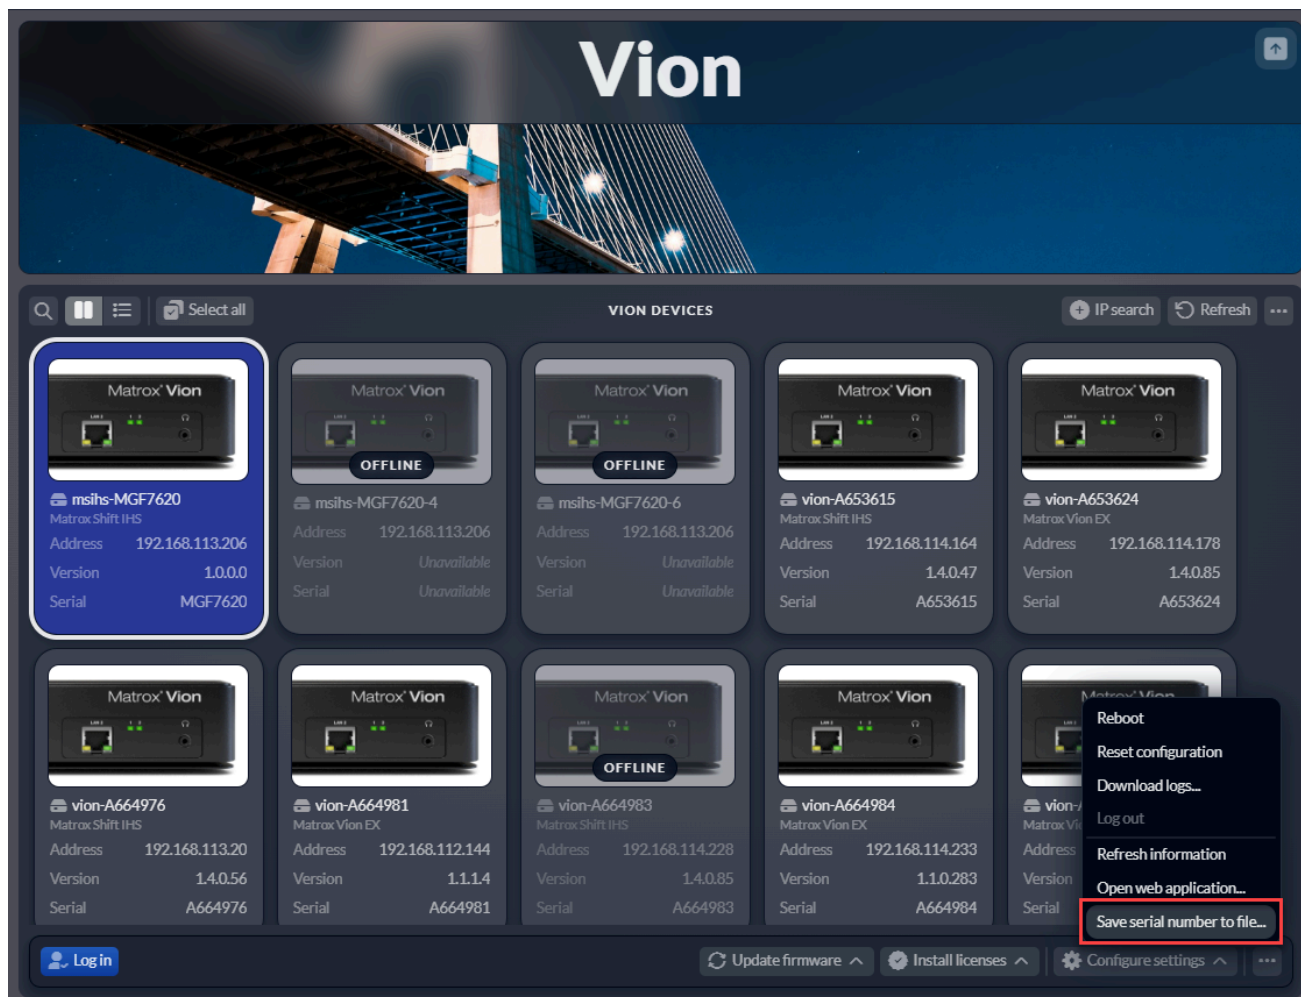 Vion
Select all
VION DEVICES
IP search
Refresh
Matrox Vion
msihs-MGF7620
Matrox Shift IHS
Address 192.168.113.206
Version 1.0.0.0
Serial MGF7620
Matrox Vion
OFFLINE
msihs-MGF7620-4
Address 192.168.113.206
Version Unavailable
Serial Unavailable
Matrox Vion
OFFLINE
msihs-MGF7620-6
Address 192.168.113.206
Version Unavailable
Serial Unavailable
Matrox Vion
vion-A653615
Matrox Shift IHS
Address 192.168.114.164
Version 1.4.0.47
Serial A653615
Matrox Vion
vion-A653624
Matrox Vion EX
Address 192.168.114.178
Version 1.4.0.85
Serial A653624
Matrox Vion
vion-A664976
Matrox Shift IHS
Address 192.168.113.20
Version 1.4.0.56
Serial A664976
Matrox Vion
vion-A664981
Matrox Vion EX
Address 192.168.112.144
Version 1.1.1.4
Serial A664981
Matrox Vion
OFFLINE
vion-A664983
Matrox Shift IHS
Address 192.168.114.228
Version 1.4.0.85
Serial A664983
Matrox Vion
vion-A664984
Matrox Vion EX
Address 192.168.114.233
Version 1.1.0.283
Serial A664984
Address
Version
Serial
Reboot
Reset configuration
Download logs...
Log out
Refresh information
Open web application...
Save serial number to file...
Log in
Update firmware
Install licenses
Configure settings